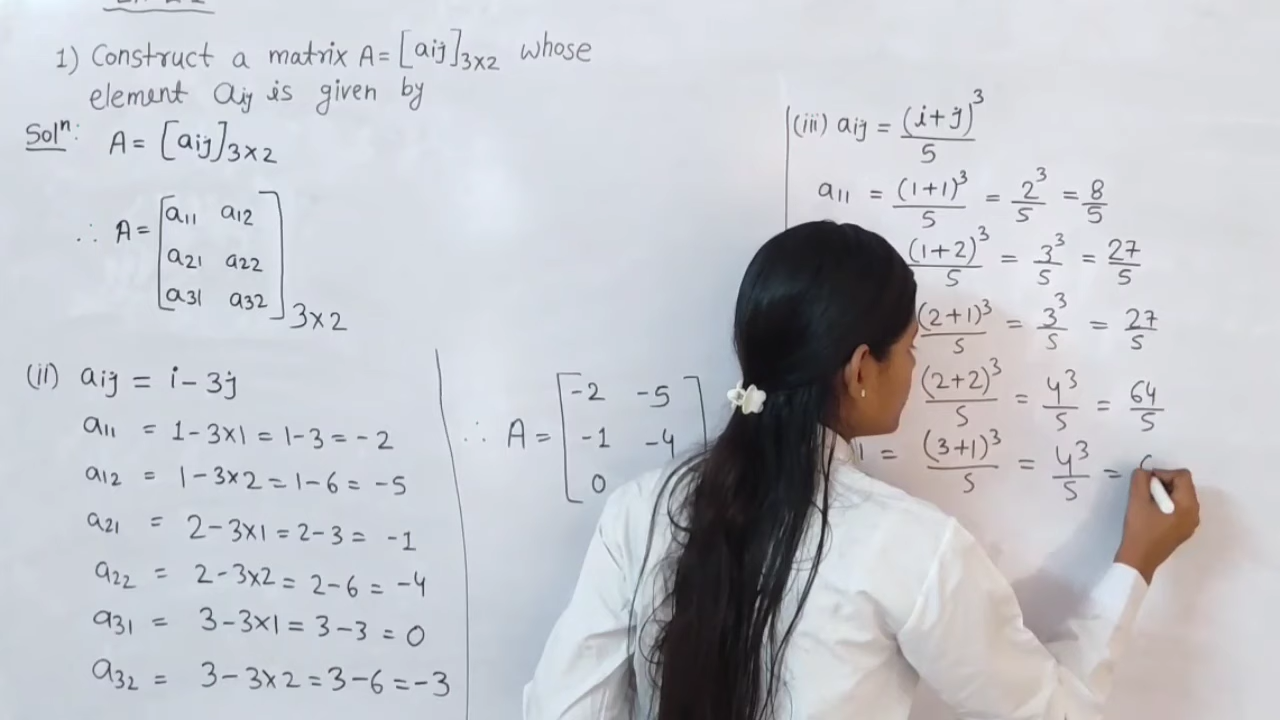 1) Construct a matrix A = [aij]3×2 whose
element aij is given by
Solⁿ: A = [aij]3×2
∴ A = [a11 a12
a21 a22
a31 a32]3×2
(ii) aij = i - 3j
a11 = 1-3×1 = 1-3 = -2
a12 = 1-3×2 = 1-6 = -5
a21 = 2-3×1 = 2-3 = -1
a22 = 2-3×2 = 2-6 = -4
a31 = 3-3×1 = 3-3 = 0
a32 = 3-3×2 = 3-6 = -3
∴ A = [-2 -5
-1 -4
0
(iii) aij = (i+j)³/5
a11 = (1+1)³/5 = 2³/5 = 8/5
(1+2)³/5 = 3³/5 = 27/5
(2+1)³/5 = 3³/5 = 27/5
(2+2)³/5 = 4³/5 = 64/5
1 = (3+1)³/5 = 4³/5 =